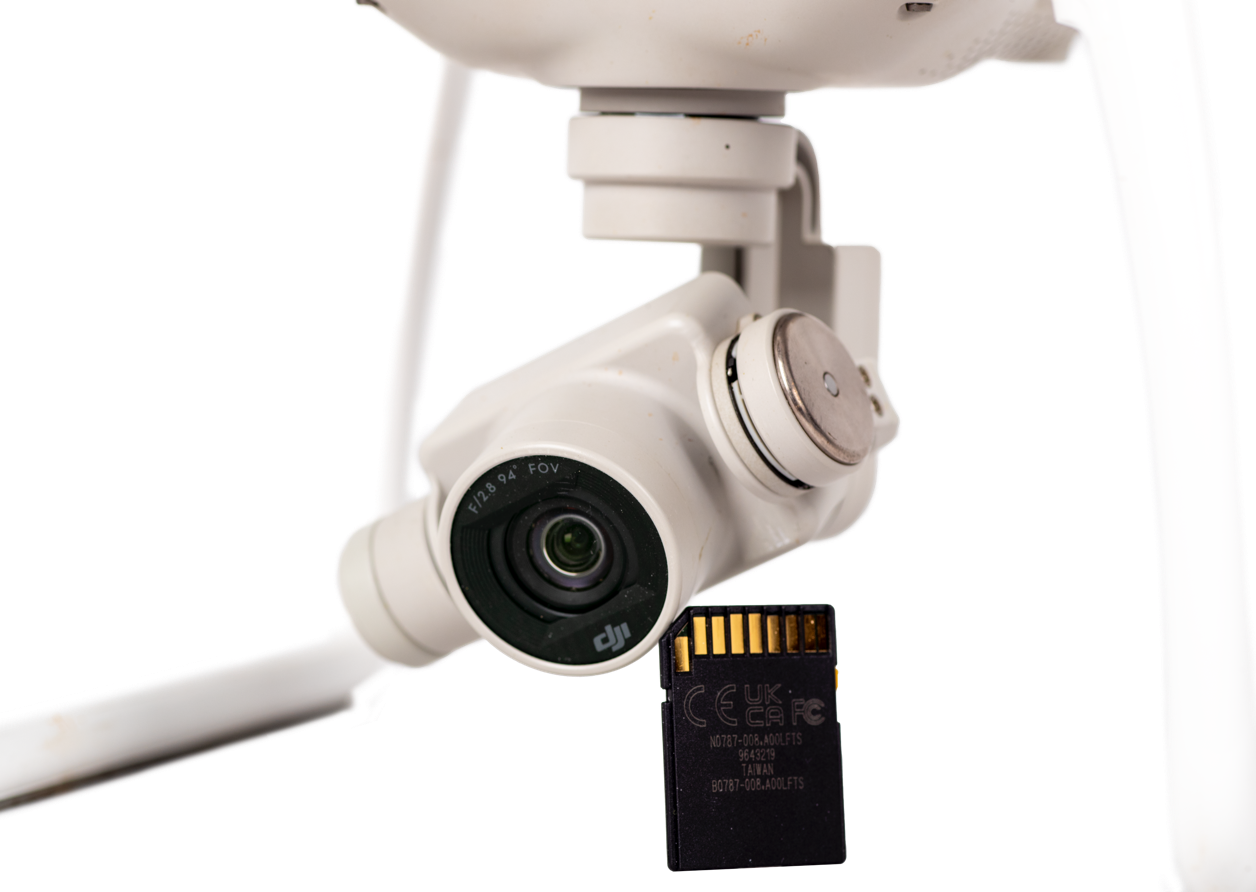 F/2.8 94° FOV
dji
CE UK CA FC
N0787-008.A00LFTS
9643219
TAIWAN
B0787-008.A00LFTS